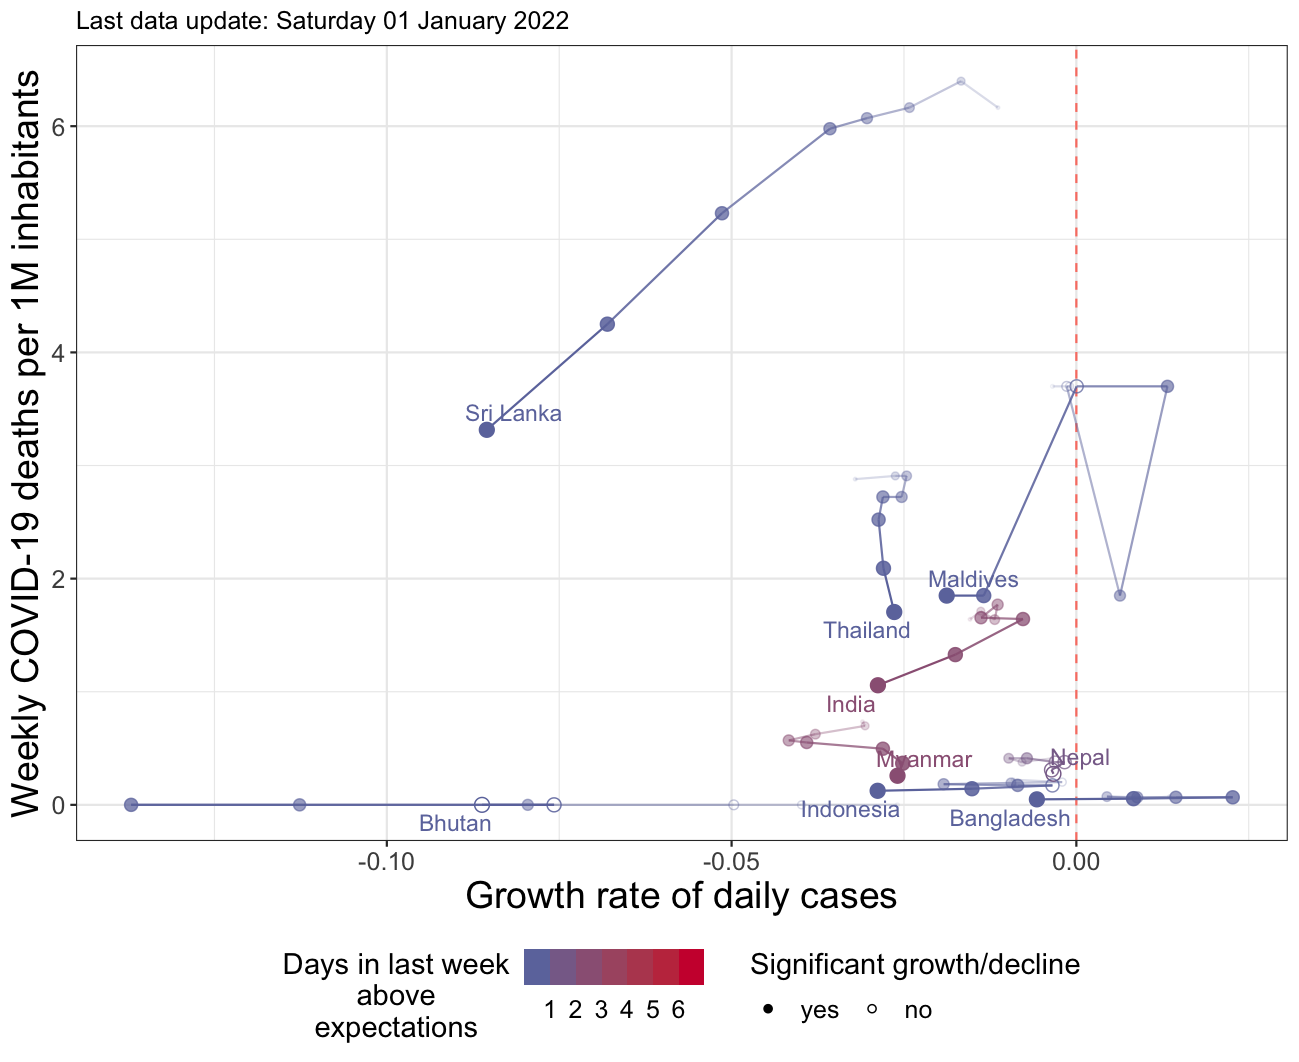 Last data update: Saturday 01 January 2022
Weekly COVID-19 deaths per 1M inhabitants
6
4
2
0
Sri Lanka
Maldives
Thailand
India
Myanmar
Nepal
Indonesia
Bangladesh
Bhutan
-0.10 -0.05 0.00
Growth rate of daily cases
Days in last week
above
expectations
1 2 3 4 5 6
Significant growth/decline
yes no